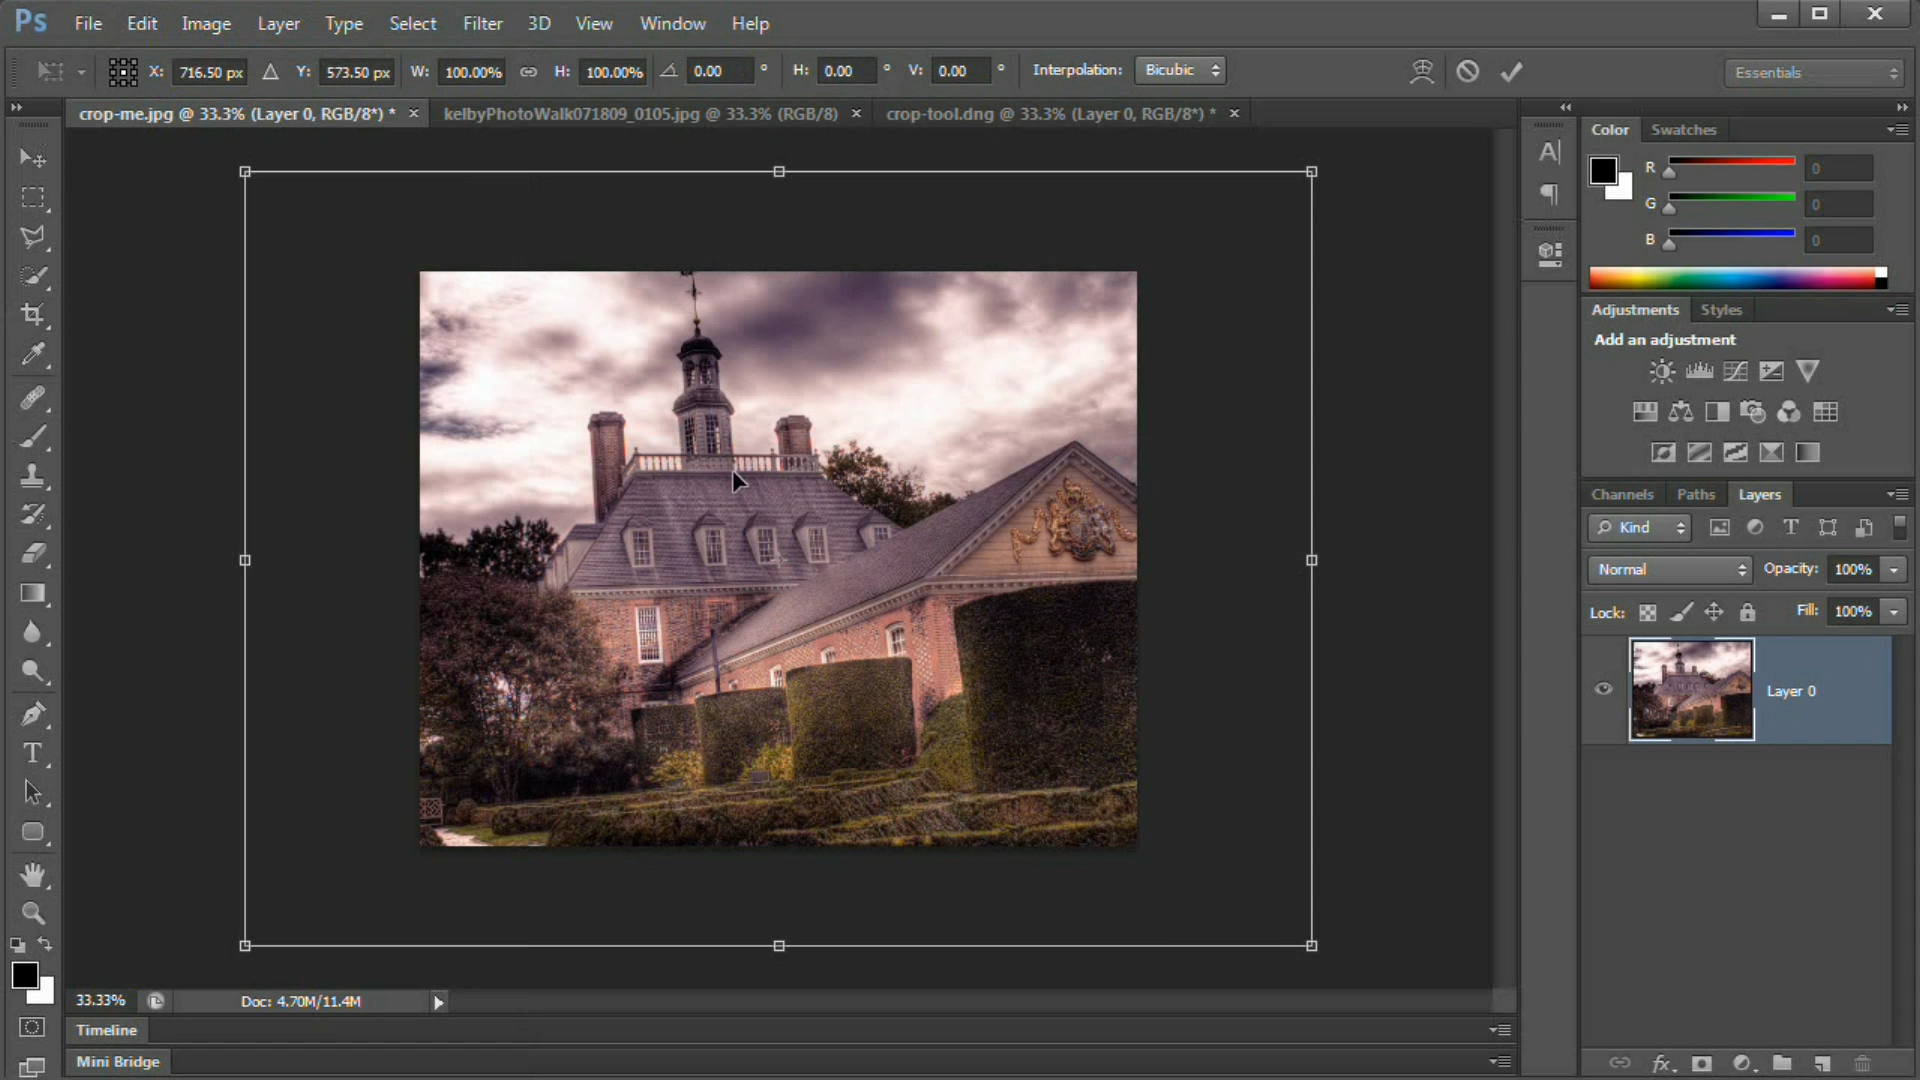 Ps File Edit Image Layer Type Select Filter 3D View Window Help
X: 716.50 px Y: 573.50 px W: 100.00% H: 100.00% 0.00 ° H: 0.00 ° V: 0.00 ° Interpolation: Bicubic Essentials
crop-me.jpg @ 33.3% (Layer 0, RGB/8*) * kelbyPhotoWalk071809_0105.jpg @ 33.3% (RGB/8) crop-tool.dng @ 33.3% (Layer 0, RGB/8*) *
Color Swatches
R 0
G 0
B 0
Adjustments Styles
Add an adjustment
Channels Paths Layers
Kind
Normal Opacity: 100%
Lock: Fill: 100%
Layer 0
33.33% Doc: 4.70M/11.4M
Timeline
Mini Bridge
fx